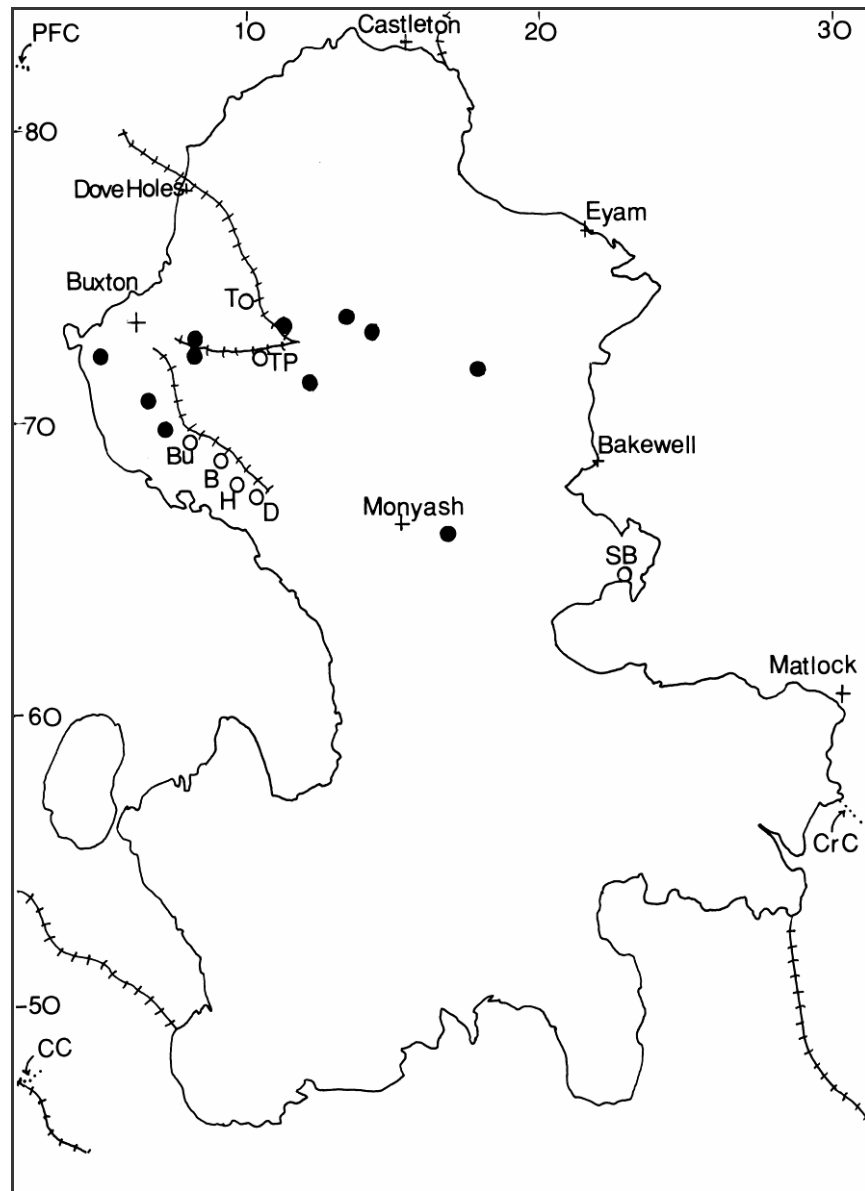 10
20
30
PFC
Castleton
80
Dove Holes
Eyam
Buxton
T
TP
70
Bu
B
H
D
Bakewell
Monyash
SB
Matlock
60
CrC
50
CC